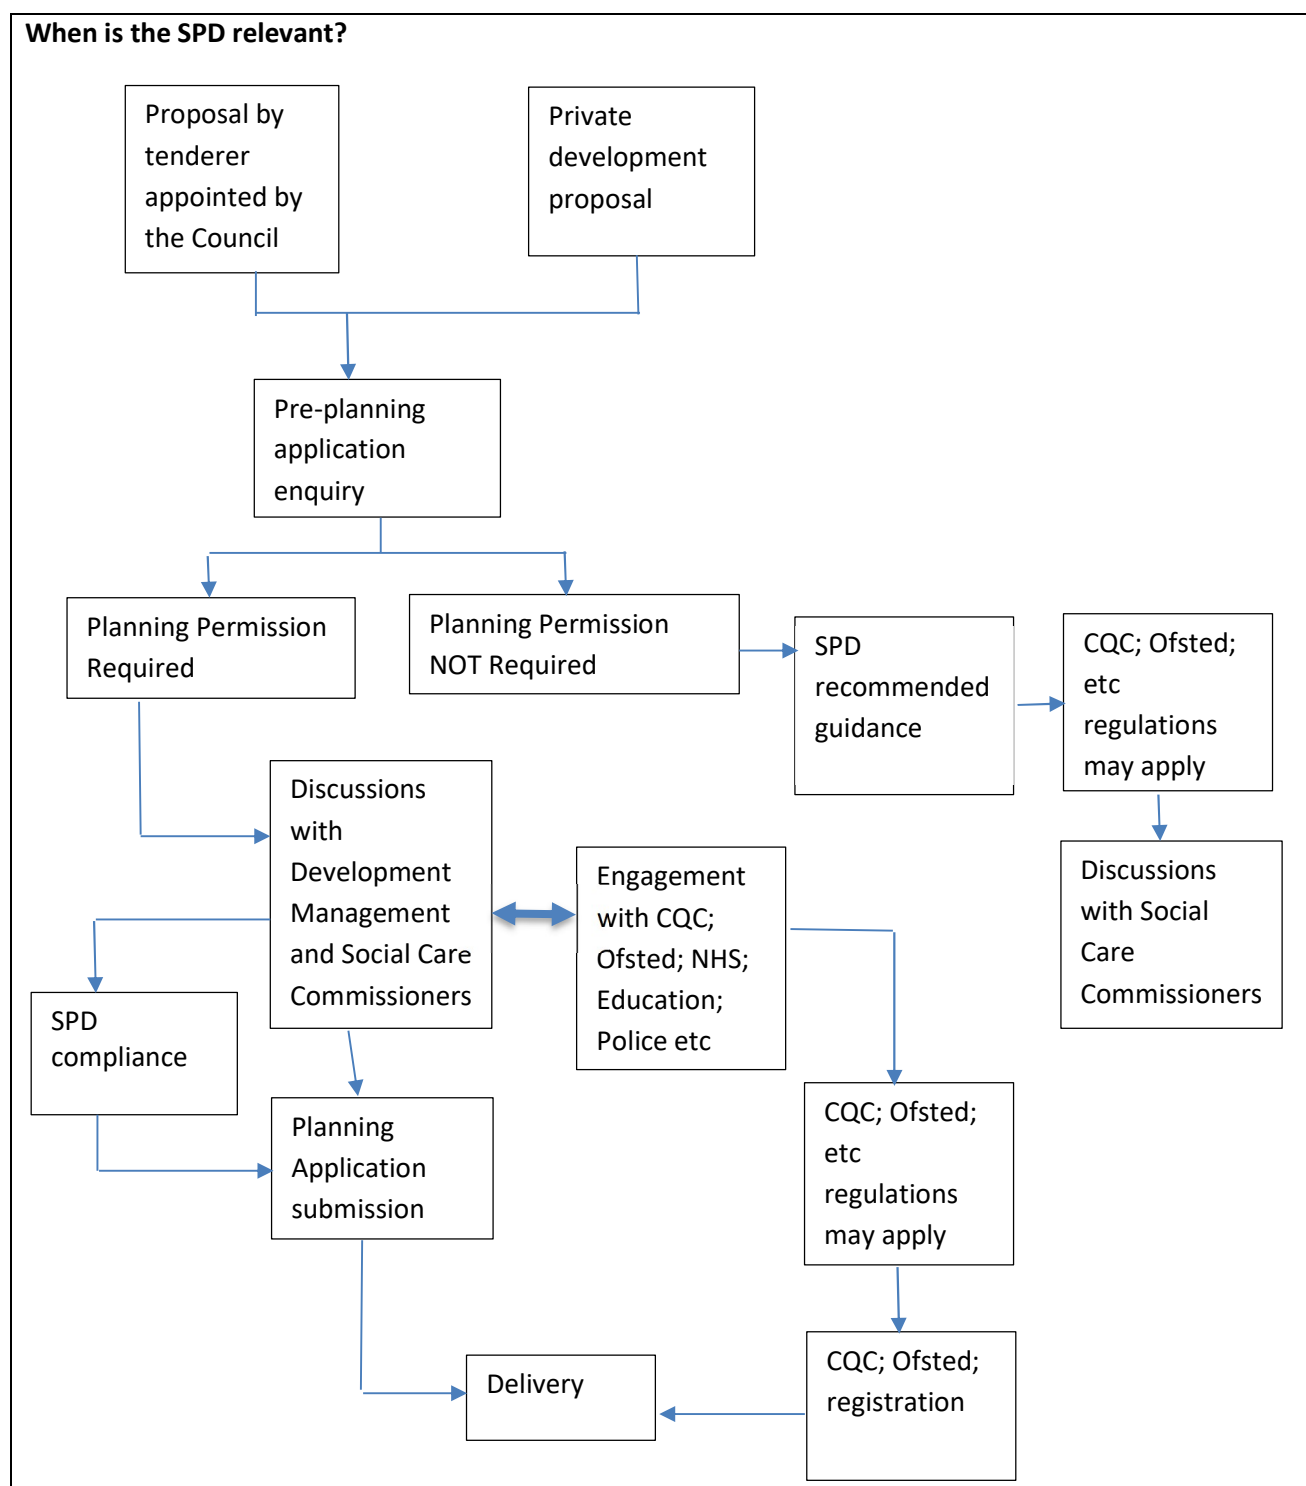 When is the SPD relevant?
Proposal by
tenderer
appointed by
the Council
Private
development
proposal
Pre-planning
application
enquiry
Planning Permission
Required
Planning Permission
NOT Required
SPD
recommended
guidance
CQC; Ofsted;
etc
regulations
may apply
Discussions
with
Development
Management
and Social Care
Commissioners
Engagement
with CQC;
Ofsted; NHS;
Education;
Police etc
Discussions
with Social
Care
Commissioners
SPD
compliance
Planning
Application
submission
CQC; Ofsted;
etc
regulations
may apply
Delivery
CQC; Ofsted;
registration